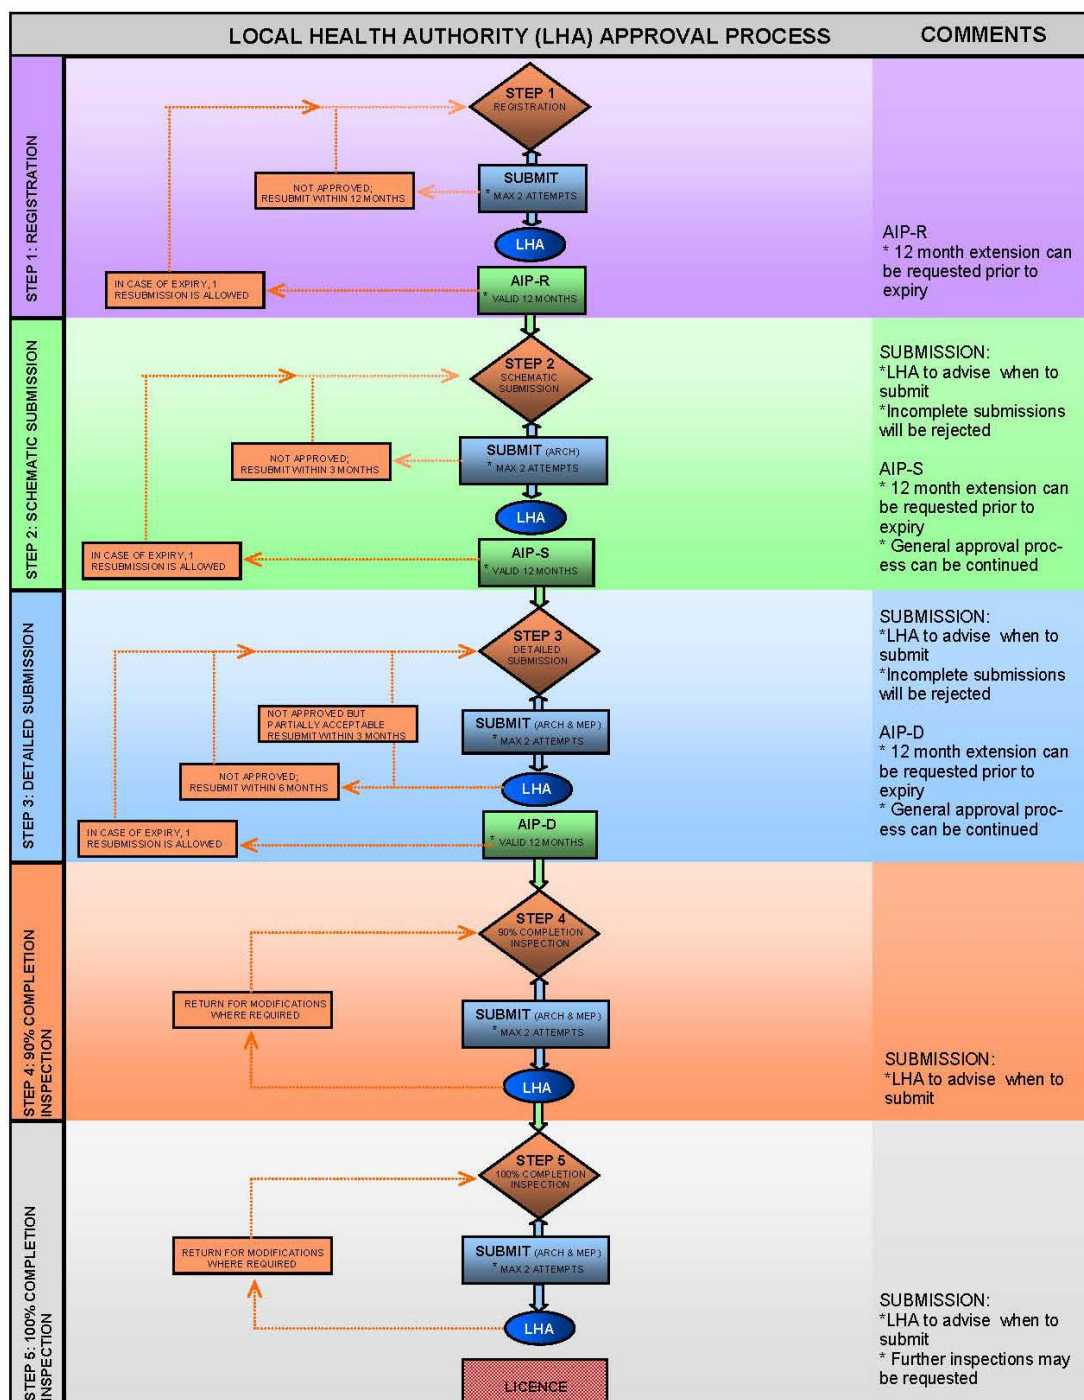 LOCAL HEALTH AUTHORITY (LHA) APPROVAL PROCESS
COMMENTS
STEP 1: REGISTRATION
STEP 1
REGISTRATION
SUBMIT
* MAX 2 ATTEMPTS
NOT APPROVED;
RESUBMIT WITHIN 12 MONTHS
LHA
AIP-R
* VALID 12 MONTHS
IN CASE OF EXPIRY, 1
RESUBMISSION IS ALLOWED
AIP-R
* 12 month extension can
be requested prior to
expiry
STEP 2: SCHEMATIC SUBMISSION
STEP 2
SCHEMATIC
SUBMISSION
SUBMIT (ARCH)
* MAX 2 ATTEMPTS
NOT APPROVED;
RESUBMIT WITHIN 3 MONTHS
LHA
AIP-S
* VALID 12 MONTHS
IN CASE OF EXPIRY, 1
RESUBMISSION IS ALLOWED
SUBMISSION:
*LHA to advise when to
submit
*Incomplete submissions
will be rejected
AIP-S
* 12 month extension can
be requested prior to
expiry
* General approval proc-
ess can be continued
STEP 3: DETAILED SUBMISSION
STEP 3
DETAILED
SUBMISSION
SUBMIT (ARCH & MEP)
* MAX 2 ATTEMPTS
NOT APPROVED BUT
PARTIALLY ACCEPTABLE
RESUBMIT WITHIN 3 MONTHS
NOT APPROVED;
RESUBMIT WITHIN 6 MONTHS
LHA
AIP-D
* VALID 12 MONTHS
IN CASE OF EXPIRY, 1
RESUBMISSION IS ALLOWED
SUBMISSION:
*LHA to advise when to
submit
*Incomplete submissions
will be rejected
AIP-D
* 12 month extension can
be requested prior to
expiry
* General approval proc-
ess can be continued
STEP 4: 90% COMPLETION
INSPECTION
STEP 4
90% COMPLETION
INSPECTION
SUBMIT (ARCH & MEP)
* MAX 2 ATTEMPTS
RETURN FOR MODIFICATIONS
WHERE REQUIRED
LHA
SUBMISSION:
*LHA to advise when to
submit
STEP 5: 100% COMPLETION
INSPECTION
STEP 5
100% COMPLETION
INSPECTION
SUBMIT (ARCH & MEP)
* MAX 2 ATTEMPTS
RETURN FOR MODIFICATIONS
WHERE REQUIRED
LHA
LICENCE
SUBMISSION:
*LHA to advise when to
submit
* Further inspections may
be requested